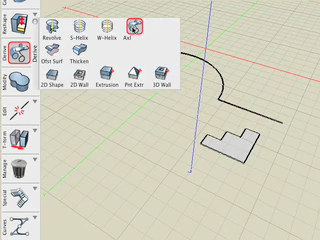 Reshape
Derive
Derive
Revolve S-Helix W-Helix Axl
Ofst Surf Thicken
2D Shape 2D Wall Extrusion Pnt Extr 3D Wall
Modify
Edit
T-form
Manage
Special
Curves